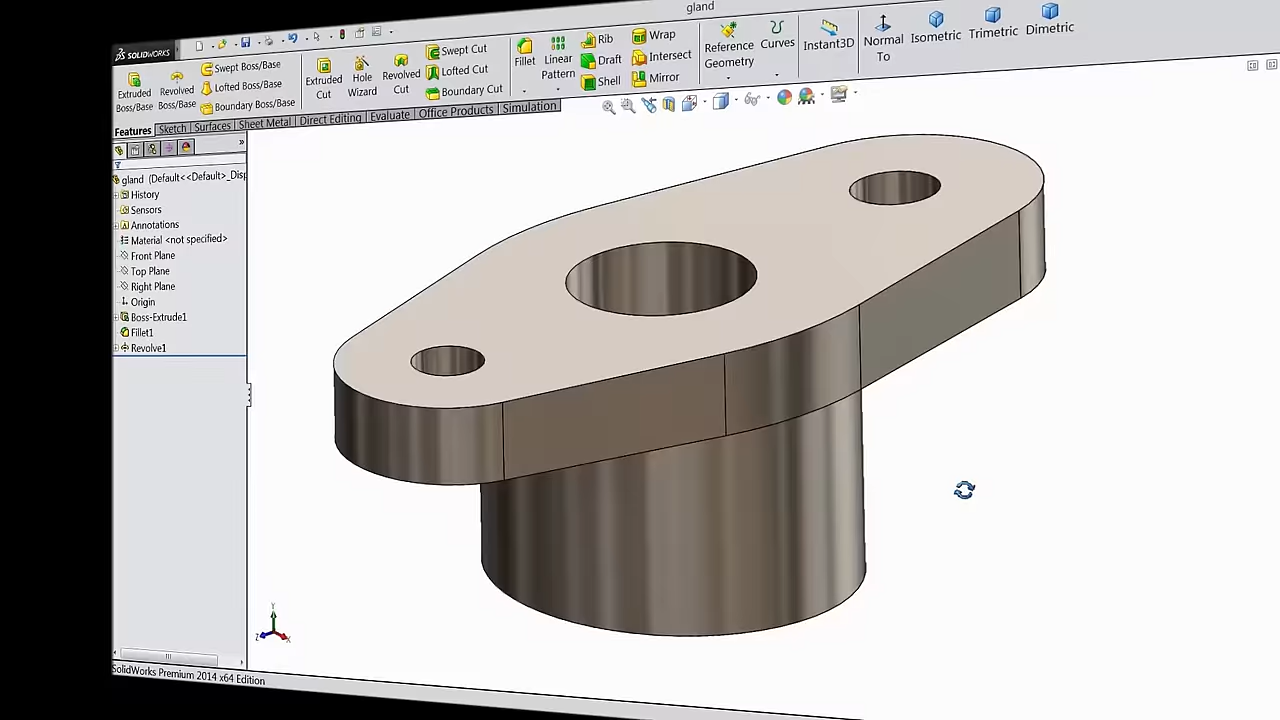 gland
SOLIDWORKS
Extruded Boss/Base
Revolved Boss/Base
Swept Boss/Base
Lofted Boss/Base
Boundary Boss/Base
Extruded Cut
Hole Wizard
Revolved Cut
Swept Cut
Lofted Cut
Boundary Cut
Fillet
Linear Pattern
Rib
Draft
Shell
Wrap
Intersect
Mirror
Reference Geometry
Curves
Instant3D
Normal To
Isometric
Trimetric
Dimetric
Features Sketch Surfaces Sheet Metal Direct Editing Evaluate Office Products Simulation
»
gland (Default<<Default>_Disp
History
Sensors
Annotations
Material <not specified>
Front Plane
Top Plane
Right Plane
Origin
Boss-Extrude1
Fillet1
Revolve1
Y
Z
X
SolidWorks Premium 2014 x64 Edition